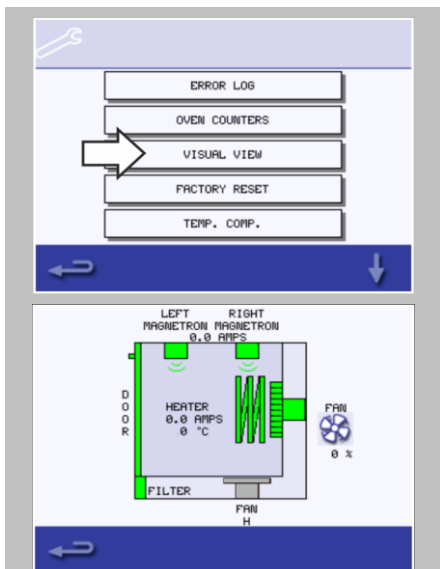 ERROR LOG
OVEN COUNTERS
VISUAL VIEW
FACTORY RESET
TEMP. COMP.
LEFT RIGHT
MAGNETRON MAGNETRON
0.0 AMPS
DOOR
HEATER
0.0 AMPS
0 °C
FAN
0 %
FILTER
FAN
H